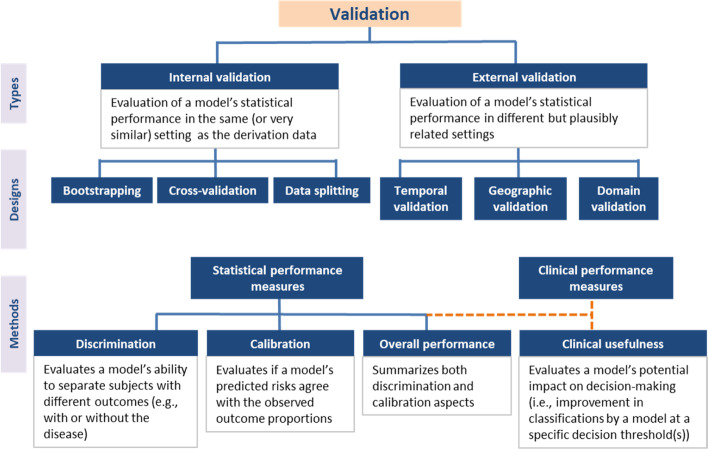 Validation
Types
Internal validation
Evaluation of a model's statistical
performance in the same (or very
similar) setting as the derivation data
External validation
Evaluation of a model's statistical
performance in different but plausibly
related settings
Designs
Bootstrapping
Cross-validation
Data splitting
Temporal
validation
Geographic
validation
Domain
validation
Methods
Statistical performance
measures
Clinical performance
measures
Discrimination
Evaluates a model's ability
to separate subjects with
different outcomes (e.g.,
with or without the
disease)
Calibration
Evaluates if a model's
predicted risks agree
with the observed
outcome proportions
Overall performance
Summarizes both
discrimination and
calibration aspects
Clinical usefulness
Evaluates a model's potential
impact on decision-making
(i.e., improvement in
classifications by a model at a
specific decision threshold(s))